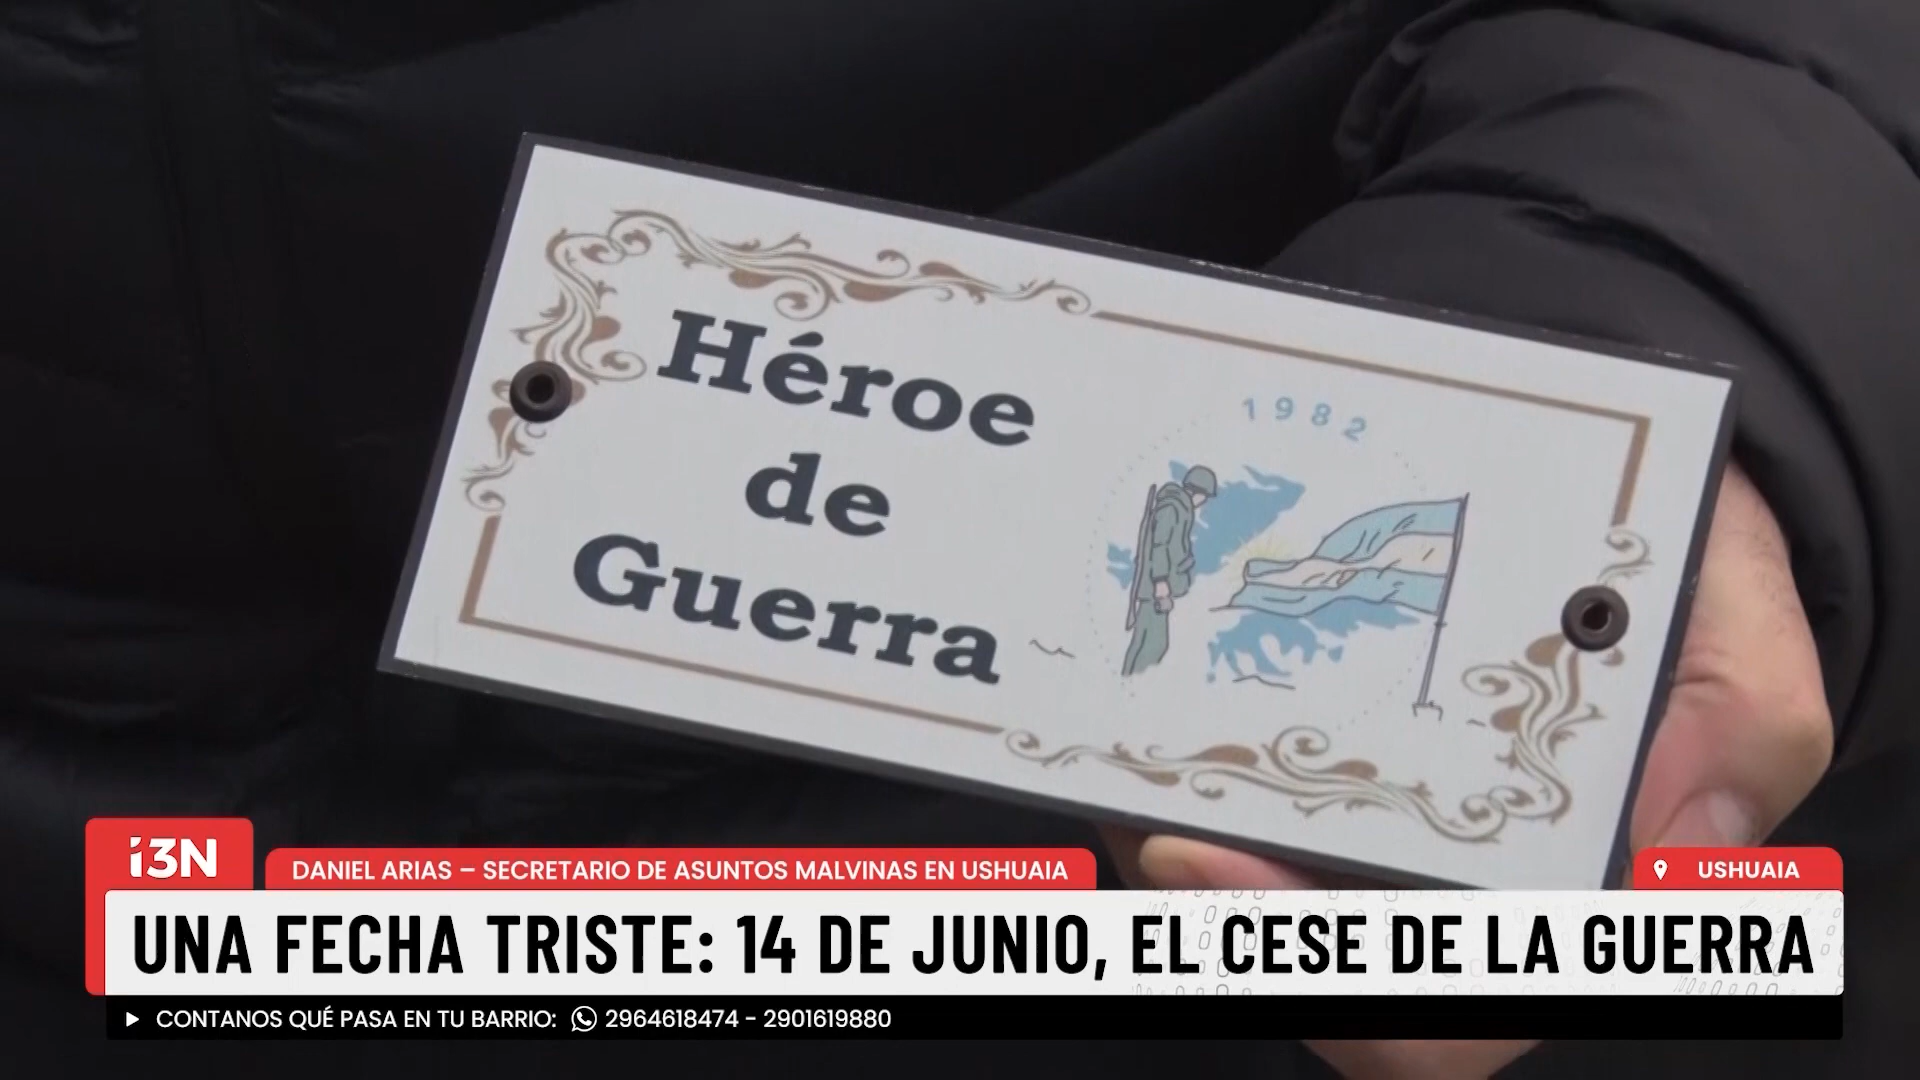 Héroe
de
Guerra
1982
i3N
DANIEL ARIAS – SECRETARIO DE ASUNTOS MALVINAS EN USHUAIA
USHUAIA
UNA FECHA TRISTE: 14 DE JUNIO, EL CESE DE LA GUERRA
CONTANOS QUÉ PASA EN TU BARRIO: 2964618474 - 2901619880